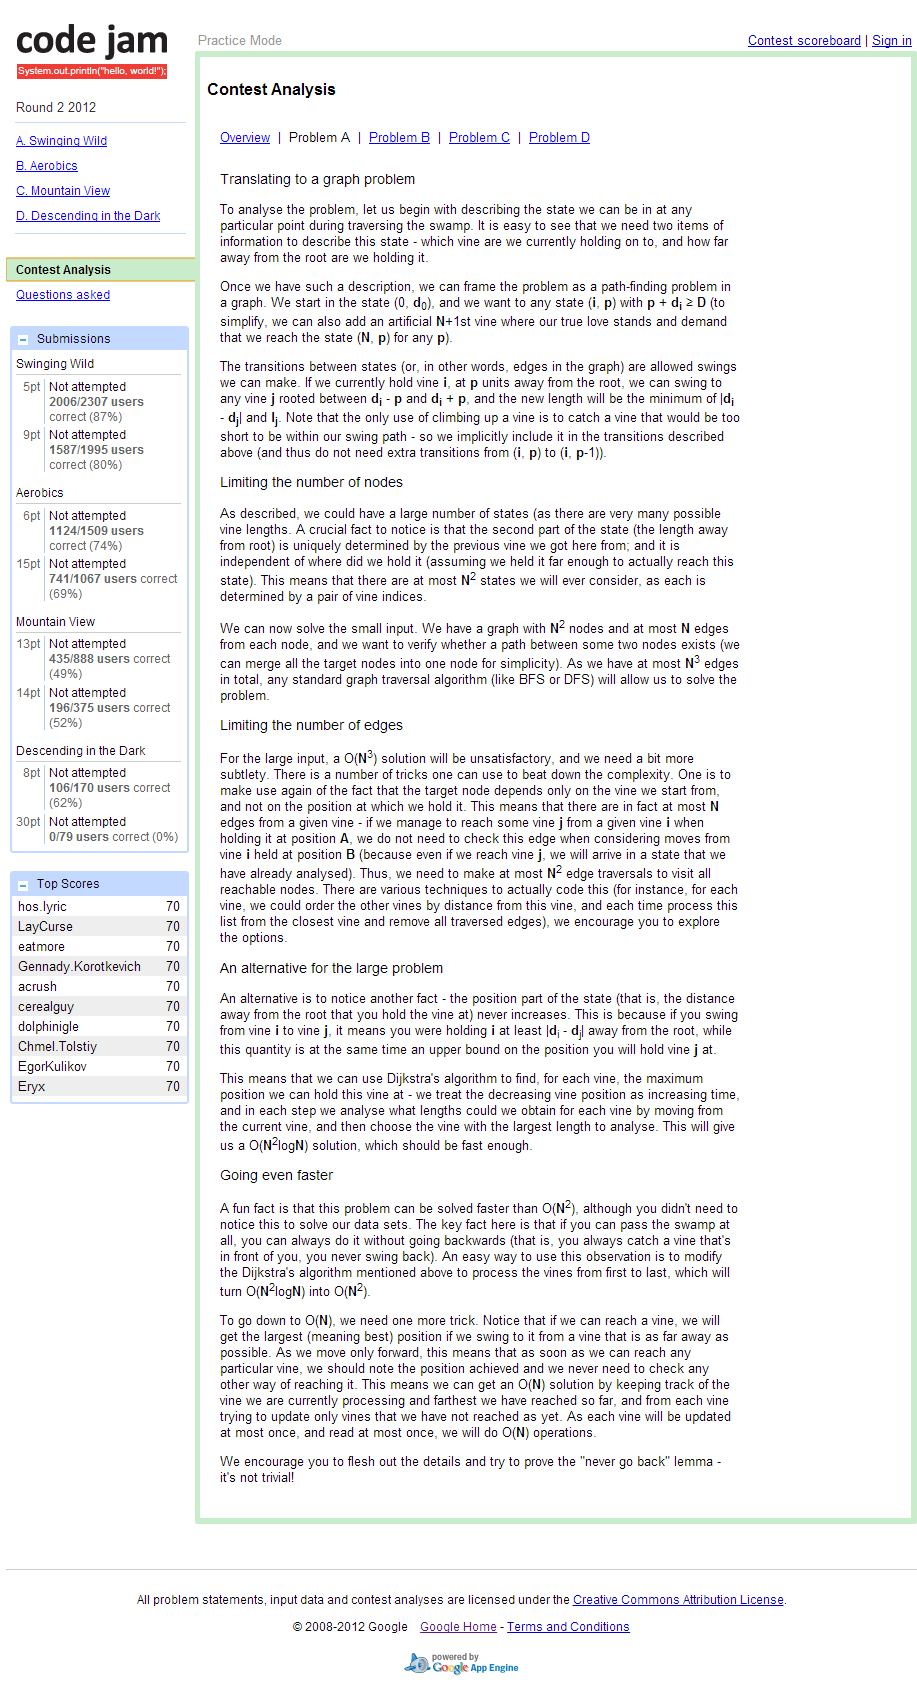 code jam
System.out.println("hello, world!");
Practice Mode
Contest scoreboard | Sign in
Round 2 2012
A. Swinging Wild
B. Aerobics
C. Mountain View
D. Descending in the Dark
Contest Analysis
Questions asked
Submissions
Swinging Wild
5pt Not attempted
2006/2307 users
correct (87%)
9pt Not attempted
1587/1995 users
correct (80%)
Aerobics
6pt Not attempted
1124/1509 users
correct (74%)
15pt Not attempted
741/1067 users correct
(69%)
Mountain View
13pt Not attempted
435/888 users correct
(49%)
14pt Not attempted
196/375 users correct
(52%)
Descending in the Dark
8pt Not attempted
106/170 users correct
(62%)
30pt Not attempted
0/79 users correct (0%)
Top Scores
hos.lyric 70
LayCurse 70
eatmore 70
Gennady.Korotkevich 70
acrush 70
cerealguy 70
dolphinigle 70
Chmel.Tolstiy 70
EgorKulikov 70
Eryx 70
Contest Analysis
Overview | Problem A | Problem B | Problem C | Problem D
Translating to a graph problem
To analyse the problem, let us begin with describing the state we can be in at any
particular point during traversing the swamp. It is easy to see that we need two items of
information to describe this state - which vine are we currently holding on to, and how far
away from the root are we holding it.
Once we have such a description, we can frame the problem as a path-finding problem in
a graph. We start in the state (0, d0), and we want to any state (i, p) with p + di ≥ D (to
simplify, we can also add an artificial N+1st vine where our true love stands and demand
that we reach the state (N, p) for any p).
The transitions between states (or, in other words, edges in the graph) are allowed swings
we can make. If we currently hold vine i, at p units away from the root, we can swing to
any vine j rooted between di - p and di + p, and the new length will be the minimum of |di
- dj| and lj. Note that the only use of climbing up a vine is to catch a vine that would be too
short to be within our swing path - so we implicitly include it in the transitions described
above (and thus do not need extra transitions from (i, p) to (i, p-1)).
Limiting the number of nodes
As described, we could have a large number of states (as there are very many possible
vine lengths. A crucial fact to notice is that the second part of the state (the length away
from root) is uniquely determined by the previous vine we got here from; and it is
independent of where did we hold it (assuming we held it far enough to actually reach this
state). This means that there are at most N2 states we will ever consider, as each is
determined by a pair of vine indices.
We can now solve the small input. We have a graph with N2 nodes and at most N edges
from each node, and we want to verify whether a path between some two nodes exists (we
can merge all the target nodes into one node for simplicity). As we have at most N3 edges
in total, any standard graph traversal algorithm (like BFS or DFS) will allow us to solve the
problem.
Limiting the number of edges
For the large input, a O(N3) solution will be unsatisfactory, and we need a bit more
subtlety. There is a number of tricks one can use to beat down the complexity. One is to
make use again of the fact that the target node depends only on the vine we start from,
and not on the position at which we hold it. This means that there are in fact at most N
edges from a given vine - if we manage to reach some vine j from a given vine i when
holding it at position A, we do not need to check this edge when considering moves from
vine i held at position B (because even if we reach vine j, we will arrive in a state that we
have already analysed). Thus, we need to make at most N2 edge traversals to visit all
reachable nodes. There are various techniques to actually code this (for instance, for each
vine, we could order the other vines by distance from this vine, and each time process this
list from the closest vine and remove all traversed edges), we encourage you to explore
the options.
An alternative for the large problem
An alternative is to notice another fact - the position part of the state (that is, the distance
away from the root that you hold the vine at) never increases. This is because if you swing
from vine i to vine j, it means you were holding i at least |di - dj| away from the root, while
this quantity is at the same time an upper bound on the position you will hold vine j at.
This means that we can use Dijkstra's algorithm to find, for each vine, the maximum
position we can hold this vine at - we treat the decreasing vine position as increasing time,
and in each step we analyse what lengths could we obtain for each vine by moving from
the current vine, and then choose the vine with the largest length to analyse. This will give
us a O(N2logN) solution, which should be fast enough.
Going even faster
A fun fact is that this problem can be solved faster than O(N2), although you didn't need to
notice this to solve our data sets. The key fact here is that if you can pass the swamp at
all, you can always do it without going backwards (that is, you always catch a vine that's
in front of you, you never swing back). An easy way to use this observation is to modify
the Dijkstra's algorithm mentioned above to process the vines from first to last, which will
turn O(N2logN) into O(N2).
To go down to O(N), we need one more trick. Notice that if we can reach a vine, we will
get the largest (meaning best) position if we swing to it from a vine that is as far away as
possible. As we move only forward, this means that as soon as we can reach any
particular vine, we should note the position achieved and we never need to check any
other way of reaching it. This means we can get an O(N) solution by keeping track of the
vine we are currently processing and farthest we have reached so far, and from each vine
trying to update only vines that we have not reached as yet. As each vine will be updated
at most once, and read at most once, we will do O(N) operations.
We encourage you to flesh out the details and try to prove the "never go back" lemma -
it's not trivial!
All problem statements, input data and contest analyses are licensed under the Creative Commons Attribution License.
© 2008-2012 Google Google Home - Terms and Conditions
powered by
Google App Engine